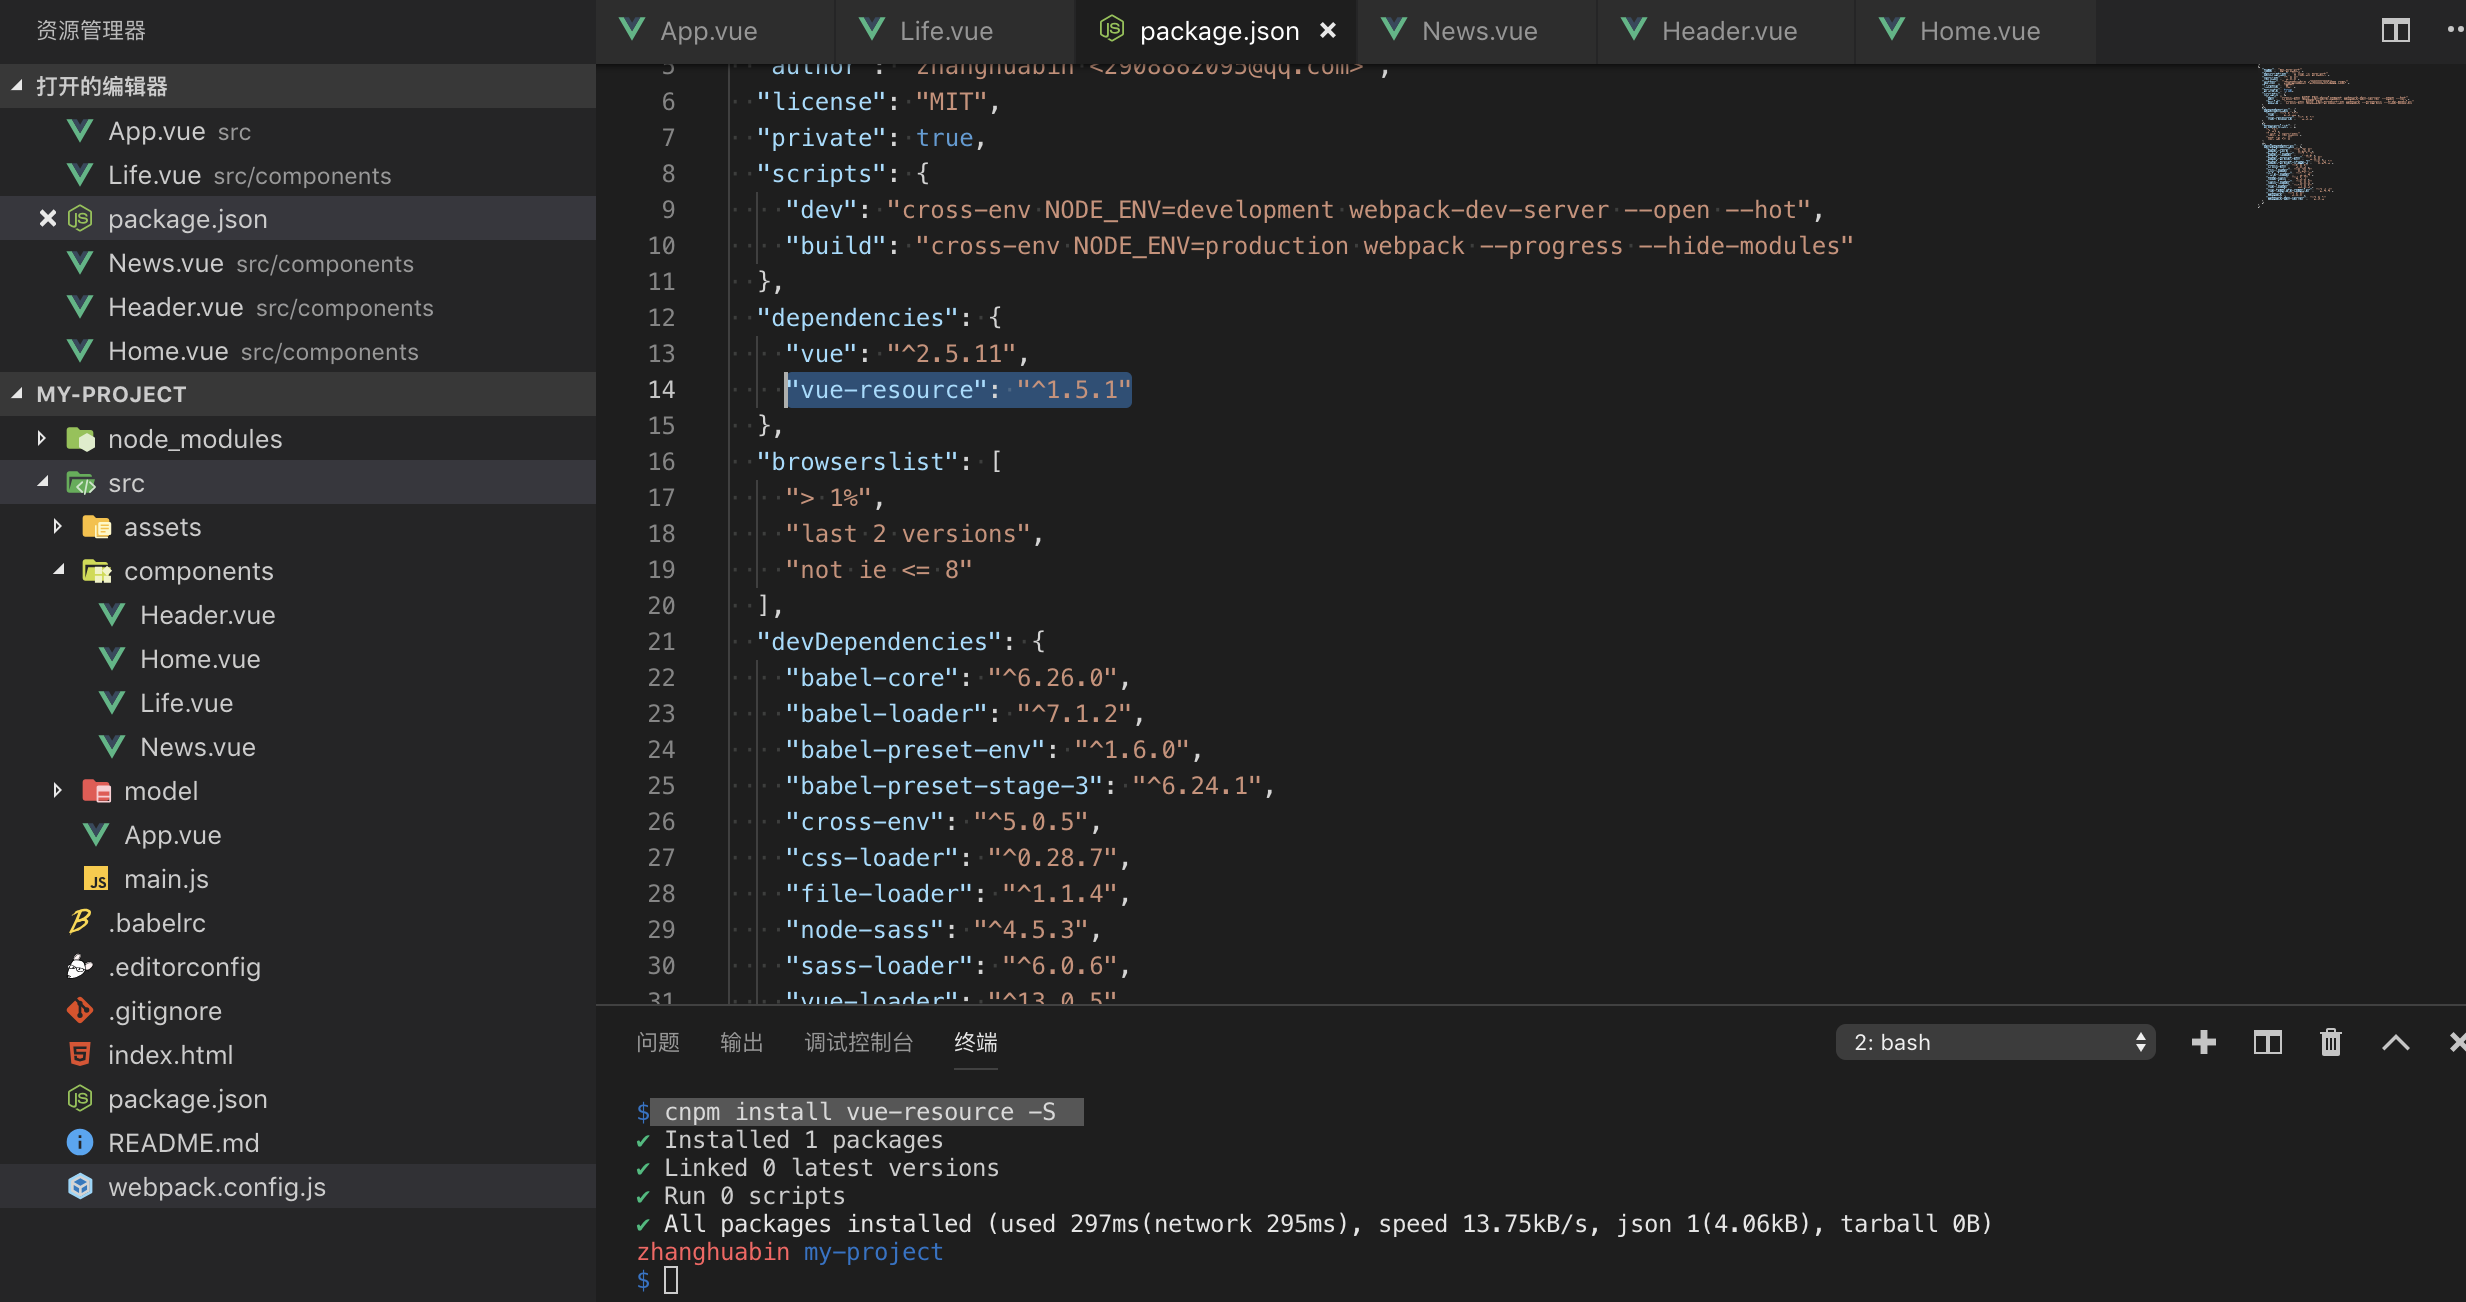 资源管理器
打开的编辑器
App.vue src
Life.vue src/components
package.json
News.vue src/components
Header.vue src/components
Home.vue src/components
MY-PROJECT
node_modules
src
assets
components
Header.vue
Home.vue
Life.vue
News.vue
model
App.vue
main.js
.babelrc
.editorconfig
.gitignore
index.html
package.json
README.md
webpack.config.js
App.vue Life.vue package.json News.vue Header.vue Home.vue
5 "author": "zhanghuabin <2908882095@qq.com>",
6 "license": "MIT",
7 "private": true,
8 "scripts": {
9 "dev": "cross-env NODE_ENV=development webpack-dev-server --open --hot",
10 "build": "cross-env NODE_ENV=production webpack --progress --hide-modules"
11 },
12 "dependencies": {
13 "vue": "^2.5.11",
14 "vue-resource": "^1.5.1"
15 },
16 "browserslist": [
17 "> 1%",
18 "last 2 versions",
19 "not ie <= 8"
20 ],
21 "devDependencies": {
22 "babel-core": "^6.26.0",
23 "babel-loader": "^7.1.2",
24 "babel-preset-env": "^1.6.0",
25 "babel-preset-stage-3": "^6.24.1",
26 "cross-env": "^5.0.5",
27 "css-loader": "^0.28.7",
28 "file-loader": "^1.1.4",
29 "node-sass": "^4.5.3",
30 "sass-loader": "^6.0.6",
31 "vue-loader": "^13.0.5"
问题 输出 调试控制台 终端
2: bash
$ cnpm install vue-resource -S
✔ Installed 1 packages
✔ Linked 0 latest versions
✔ Run 0 scripts
✔ All packages installed (used 297ms(network 295ms), speed 13.75kB/s, json 1(4.06kB), tarball 0B)
zhanghuabin my-project
$